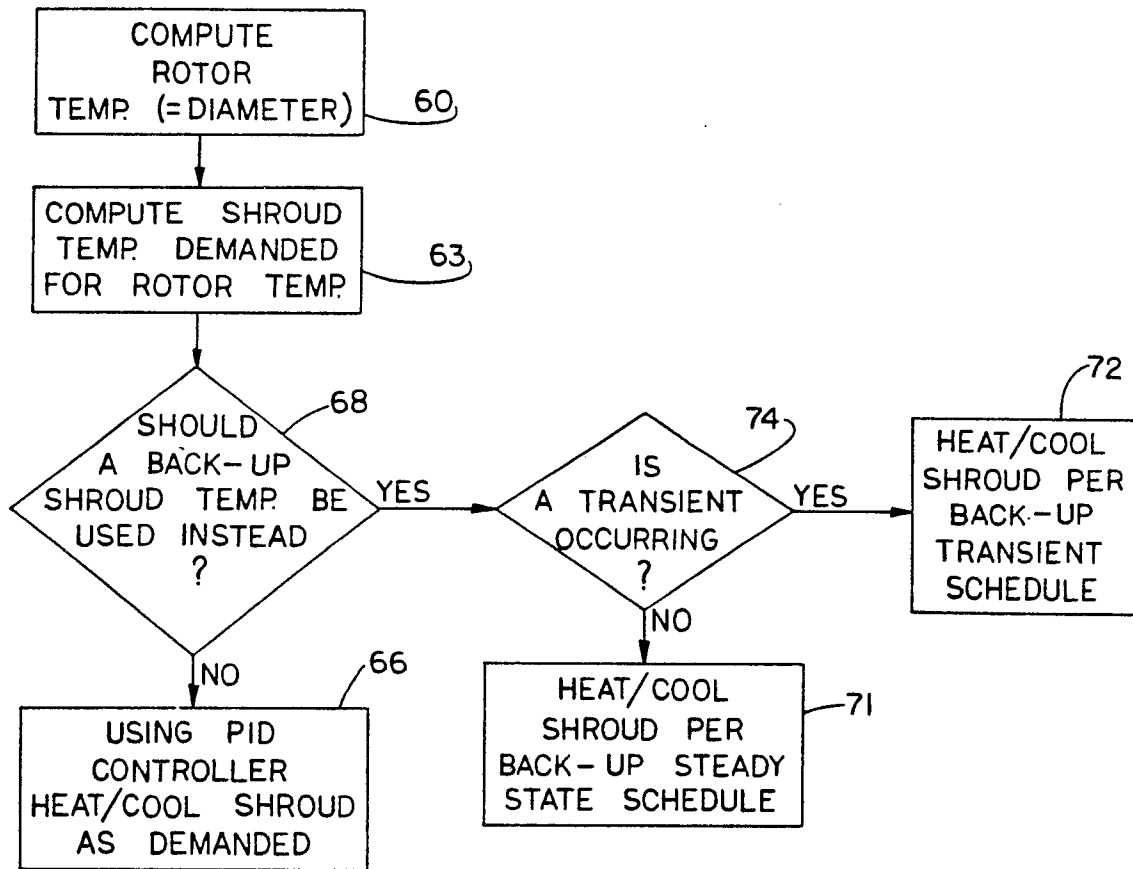 COMPUTE
ROTOR
TEMP. (=DIAMETER)
60
COMPUTE SHROUD
TEMP. DEMANDED
FOR ROTOR TEMP.
63
SHOULD
A BACK-UP
SHROUD TEMP. BE
USED INSTEAD
?
68
YES
NO
IS
A TRANSIENT
OCCURRING
?
74
YES
NO
72
HEAT/COOL
SHROUD PER
BACK-UP
TRANSIENT
SCHEDULE
66
USING PID
CONTROLLER
HEAT/COOL SHROUD
AS DEMANDED
HEAT/COOL
SHROUD PER
BACK-UP STEADY
STATE SCHEDULE
71